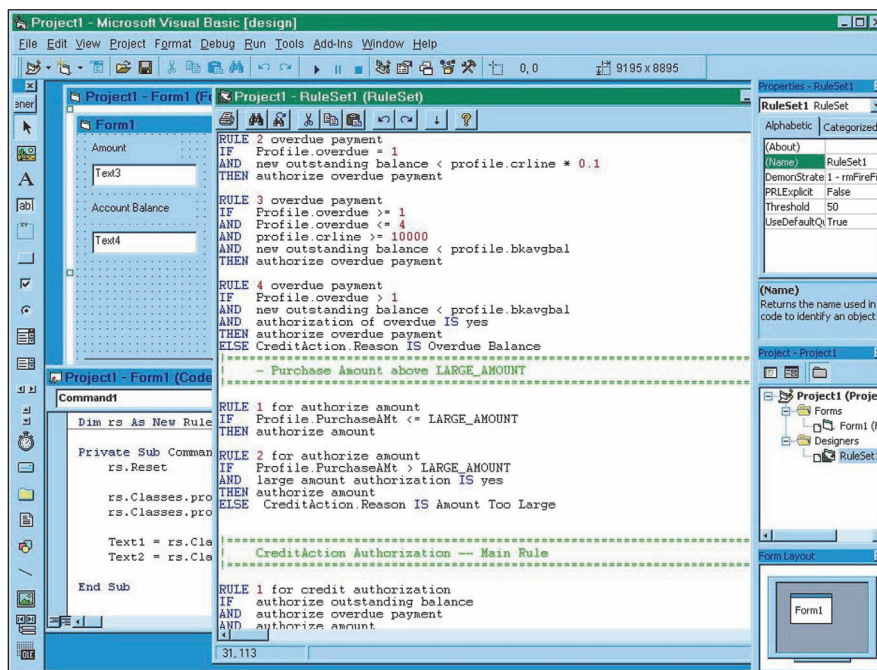 Project1 - Microsoft Visual Basic [design]
File Edit View Project Format Debug Run Tools Add-Ins Window Help
0,0
9195 x 8895
Project1 - Form1
Form1
Amount
Text3
Account Balance
Text4
Project1 - RuleSet1 (RuleSet)
RULE 2 overdue payment
IF Profile.overdue = 1
AND new outstanding balance < profile.crline * 0.1
THEN authorize overdue payment
RULE 3 overdue payment
IF Profile.overdue >= 1
AND Profile.overdue <= 4
AND profile.crline >= 10000
AND new outstanding balance < profile.bkavgbal
THEN authorize overdue payment
RULE 4 overdue payment
IF Profile.overdue > 1
AND new outstanding balance < profile.bkavgbal
AND authorization of overdue IS yes
THEN authorize overdue payment
ELSE CreditAction.Reason IS Overdue Balance
- Purchase Amount above LARGE_AMOUNT
RULE 1 for authorize amount
IF Profile.PurchaseAMt <= LARGE_AMOUNT
THEN authorize amount
RULE 2 for authorize amount
IF Profile.PurchaseAMt > LARGE_AMOUNT
AND large amount authorization IS yes
THEN authorize amount
ELSE CreditAction.Reason IS Amount Too Large
CreditAction Authorization -- Main Rule
RULE 1 for credit authorization
IF authorize outstanding balance
AND authorize overdue payment
AND authorize amount
31,113
Project1 - Form1 (Code
Command1
Dim rs As New Rule
Private Sub Comman
rs.Reset
rs.Classes.pro
rs.Classes.pro
Text1 = rs.Cla
Text2 = rs.Cla
End Sub
Properties - RuleSet1
RuleSet1 RuleSet
Alphabetic Categorized
(About)
(Name) RuleSet1
DemonStrate 1 - rmFireFi
PRLExplicit False
Threshold 50
UseDefaultQu True
(Name)
Returns the name used in
code to identify an object
Project - Project1
Project1 (Proje
Forms
Form1 (F
Designers
RuleSet1
Form Layout
Form1